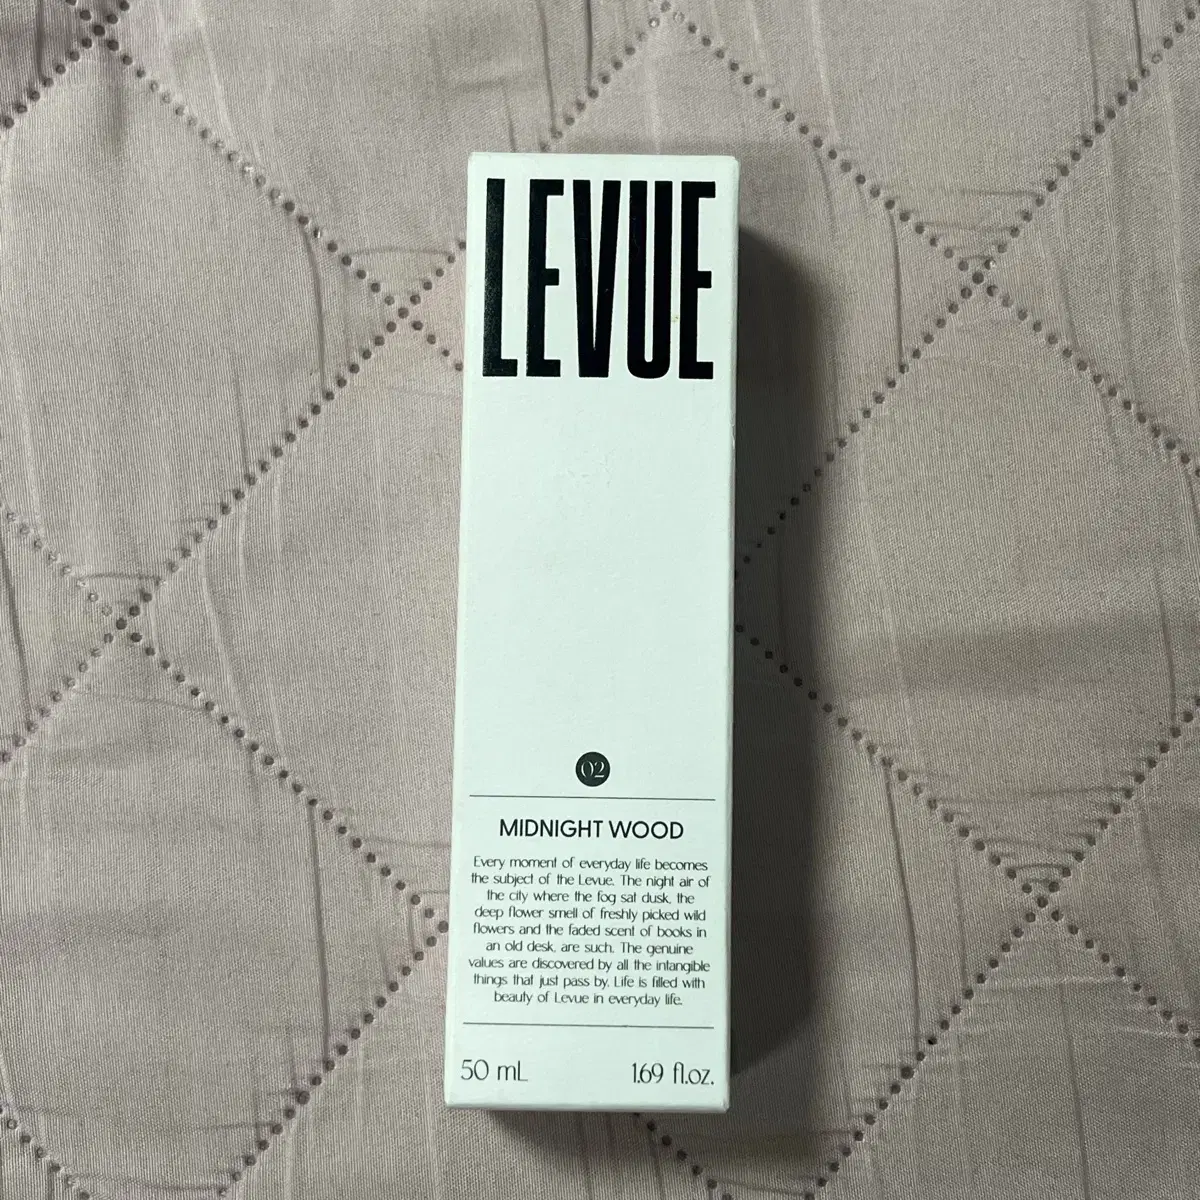 LEVUE
02
MIDNIGHT WOOD
Every moment of everyday life becomes
the subject of the Levue. The night air of
the city where the fog sat dusk, the
deep flower smell of freshly picked wild
flowers and the faded scent of books in
an old desk, are such. The genuine
values are discovered by all the intangible
things that just pass by. Life is filled with
beauty of Levue in everyday life.
50 mL 1.69 fl.oz.